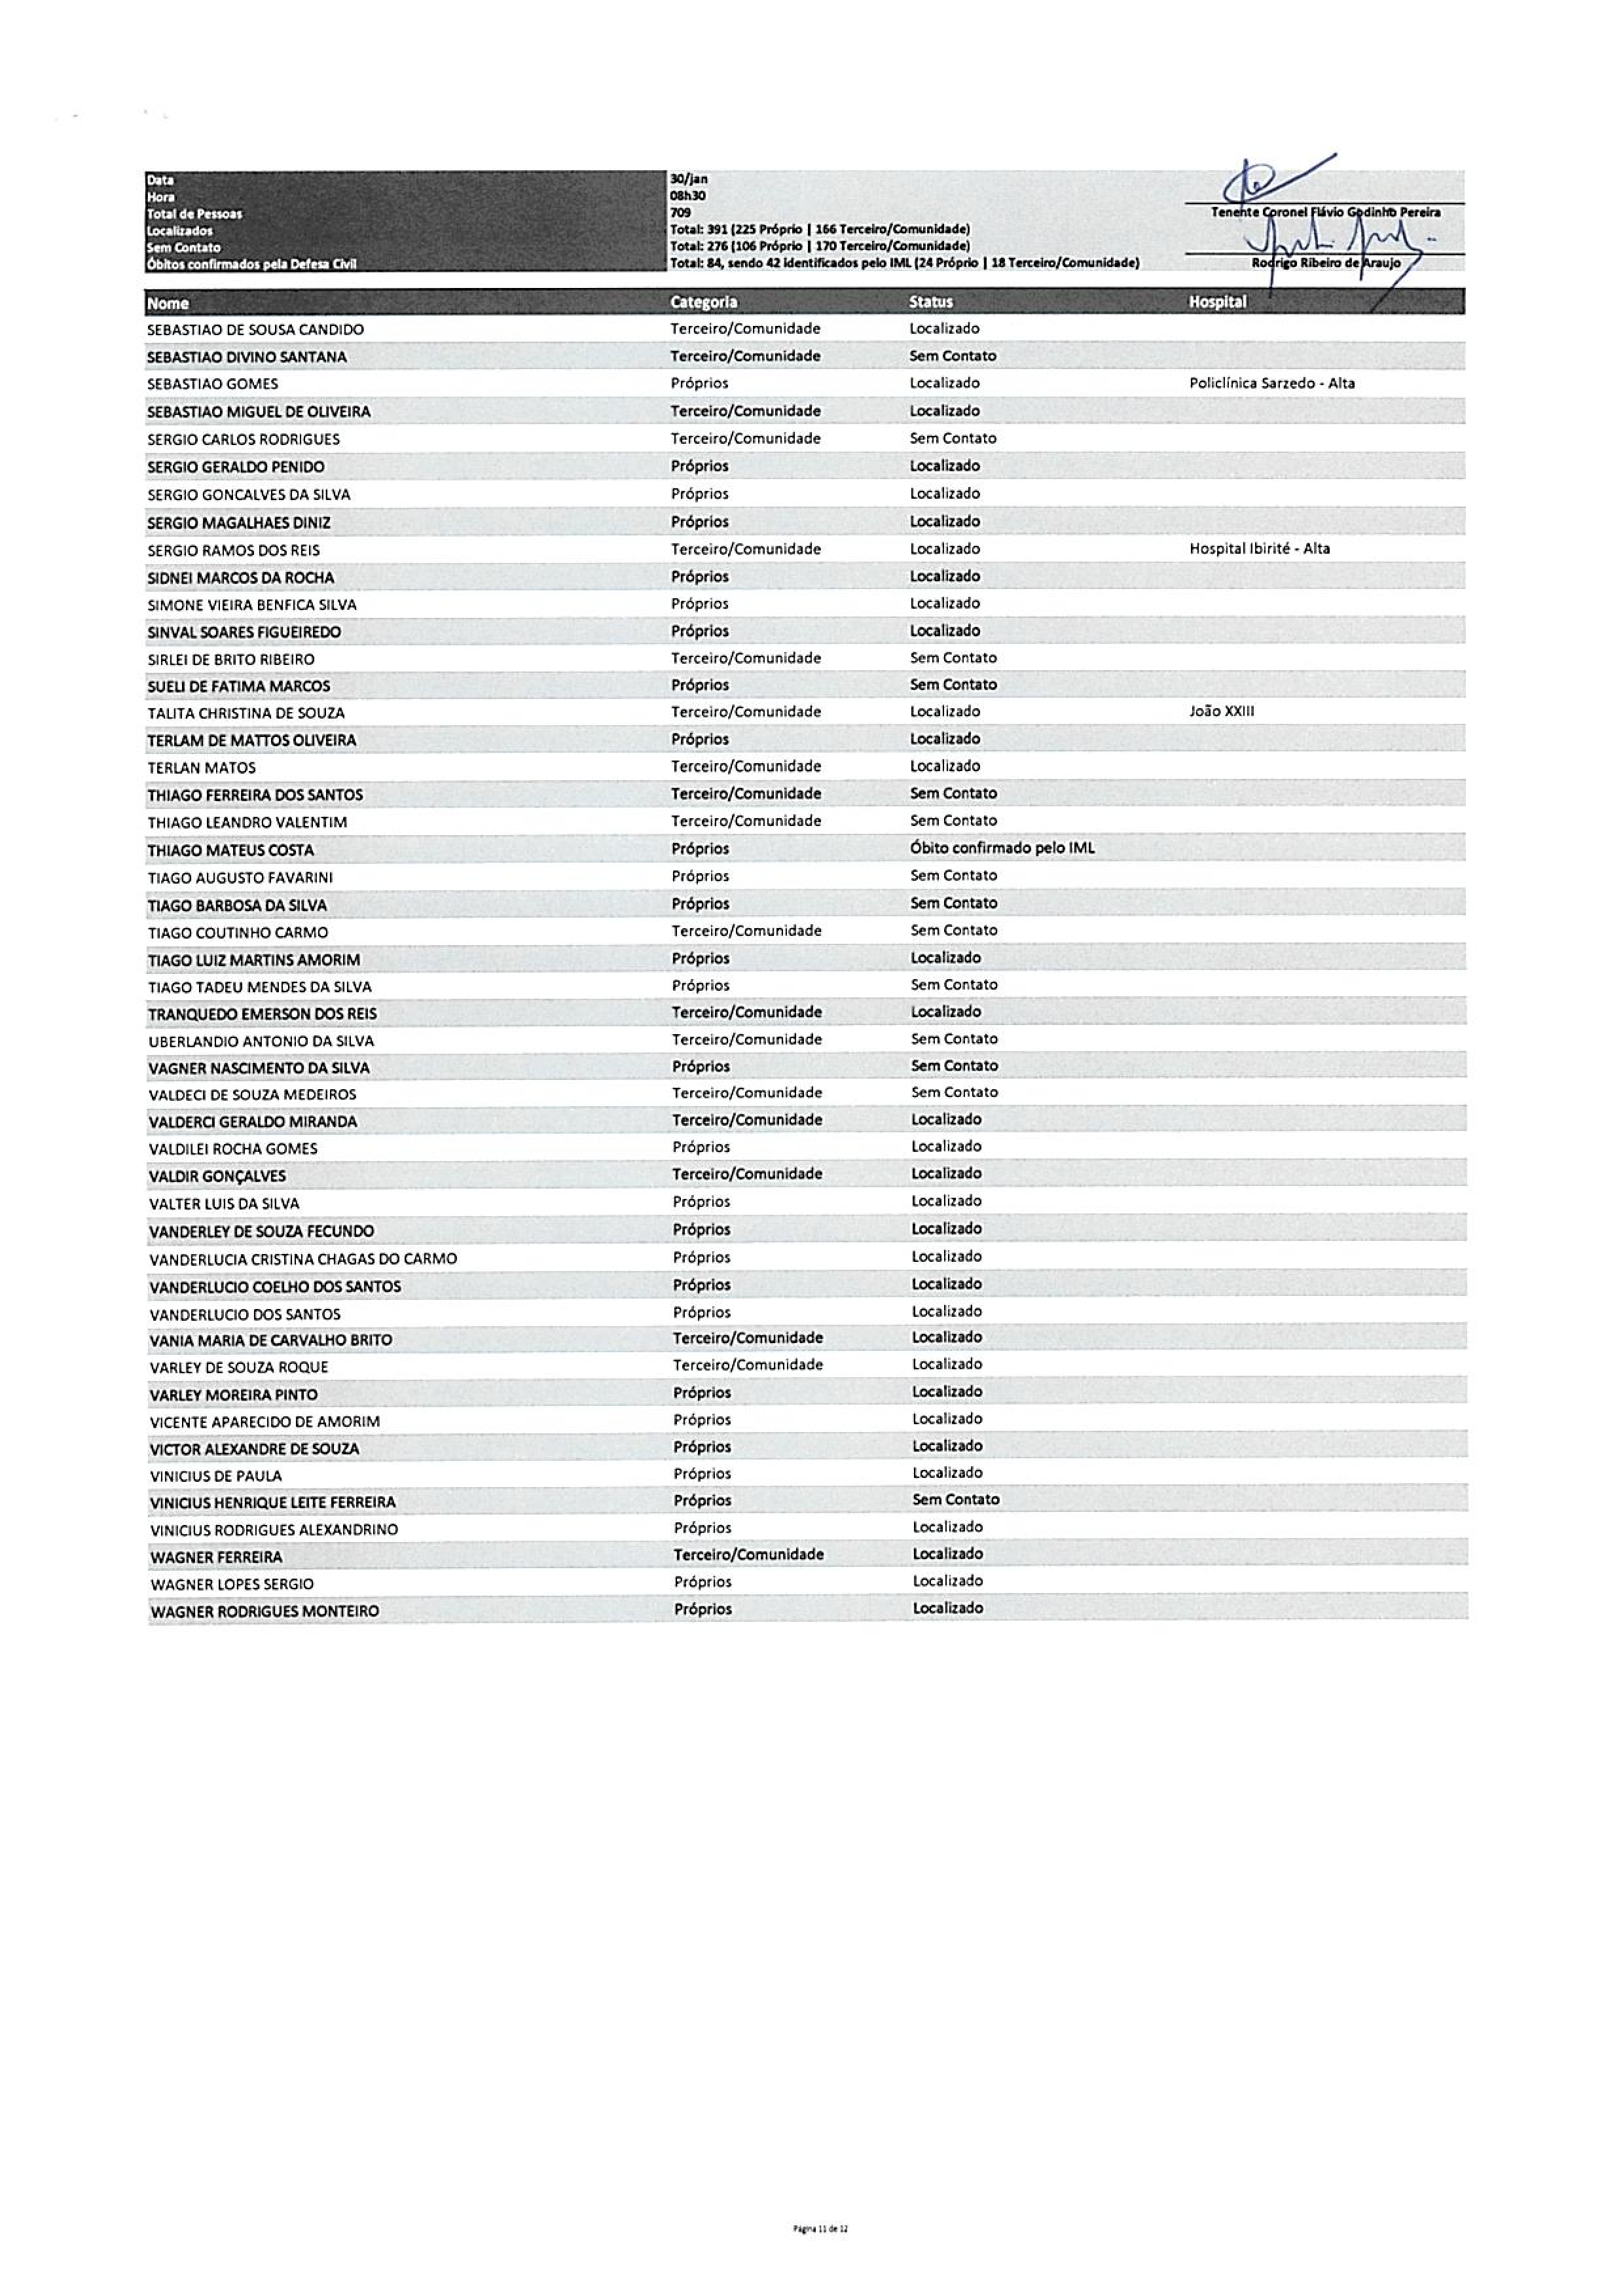 Data 30/jan
Hora 08h30
Total de Pessoas 709
Tenente Coronel Flávio Godinho Pereira
Localizados Total: 391 (225 Próprio | 166 Terceiro/Comunidade)
Sem Contato Total: 276 (106 Próprio | 170 Terceiro/Comunidade)
Óbitos confirmados pela Defesa Civil Total: 84, sendo 42 identificados pelo IML (24 Próprio | 18 Terceiro/Comunidade)
Rodrigo Ribeiro de Araujo
Nome Categoria Status Hospital
SEBASTIAO DE SOUSA CANDIDO Terceiro/Comunidade Localizado
SEBASTIAO DIVINO SANTANA Terceiro/Comunidade Sem Contato
SEBASTIAO GOMES Próprios Localizado Policlínica Sarzedo - Alta
SEBASTIAO MIGUEL DE OLIVEIRA Terceiro/Comunidade Localizado
SERGIO CARLOS RODRIGUES Terceiro/Comunidade Sem Contato
SERGIO GERALDO PENIDO Próprios Localizado
SERGIO GONCALVES DA SILVA Próprios Localizado
SERGIO MAGALHAES DINIZ Próprios Localizado
SERGIO RAMOS DOS REIS Terceiro/Comunidade Localizado Hospital Ibirité - Alta
SIDNEI MARCOS DA ROCHA Próprios Localizado
SIMONE VIEIRA BENFICA SILVA Próprios Localizado
SINVAL SOARES FIGUEIREDO Próprios Localizado
SIRLEI DE BRITO RIBEIRO Terceiro/Comunidade Sem Contato
SUELI DE FATIMA MARCOS Próprios Sem Contato
TALITA CHRISTINA DE SOUZA Terceiro/Comunidade Localizado João XXIII
TERLAM DE MATTOS OLIVEIRA Próprios Localizado
TERLAN MATOS Terceiro/Comunidade Localizado
THIAGO FERREIRA DOS SANTOS Terceiro/Comunidade Sem Contato
THIAGO LEANDRO VALENTIM Terceiro/Comunidade Sem Contato
THIAGO MATEUS COSTA Próprios Óbito confirmado pelo IML
TIAGO AUGUSTO FAVARINI Próprios Sem Contato
TIAGO BARBOSA DA SILVA Próprios Sem Contato
TIAGO COUTINHO CARMO Terceiro/Comunidade Sem Contato
TIAGO LUIZ MARTINS AMORIM Próprios Localizado
TIAGO TADEU MENDES DA SILVA Próprios Sem Contato
TRANQUEDO EMERSON DOS REIS Terceiro/Comunidade Localizado
UBERLANDIO ANTONIO DA SILVA Terceiro/Comunidade Sem Contato
VAGNER NASCIMENTO DA SILVA Próprios Sem Contato
VALDECI DE SOUZA MEDEIROS Terceiro/Comunidade Sem Contato
VALDERCI GERALDO MIRANDA Terceiro/Comunidade Localizado
VALDILEI ROCHA GOMES Próprios Localizado
VALDIR GONÇALVES Terceiro/Comunidade Localizado
VALTER LUIS DA SILVA Próprios Localizado
VANDERLEY DE SOUZA FECUNDO Próprios Localizado
VANDERLUCIA CRISTINA CHAGAS DO CARMO Próprios Localizado
VANDERLUCIO COELHO DOS SANTOS Próprios Localizado
VANDERLUCIO DOS SANTOS Próprios Localizado
VANIA MARIA DE CARVALHO BRITO Terceiro/Comunidade Localizado
VARLEY DE SOUZA ROQUE Terceiro/Comunidade Localizado
VARLEY MOREIRA PINTO Próprios Localizado
VICENTE APARECIDO DE AMORIM Próprios Localizado
VICTOR ALEXANDRE DE SOUZA Próprios Localizado
VINICIUS DE PAULA Próprios Localizado
VINICIUS HENRIQUE LEITE FERREIRA Próprios Sem Contato
VINICIUS RODRIGUES ALEXANDRINO Próprios Localizado
WAGNER FERREIRA Terceiro/Comunidade Localizado
WAGNER LOPES SERGIO Próprios Localizado
WAGNER RODRIGUES MONTEIRO Próprios Localizado
Página 11 de 12